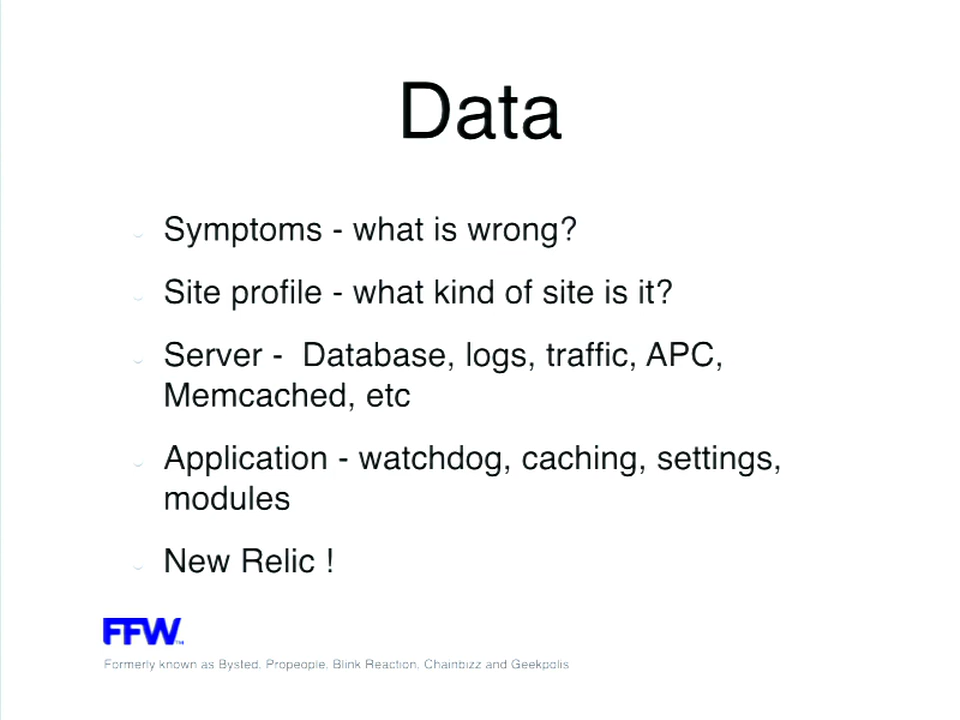 Data
Symptoms - what is wrong?
Site profile - what kind of site is it?
Server -  Database, logs, traffic, APC,
Memcached, etc
Application - watchdog, caching, settings,
modules
New Relic !
FFW™
Formerly known as Bysted, Propeople, Blink Reaction, Chainbizz and Geekpolis